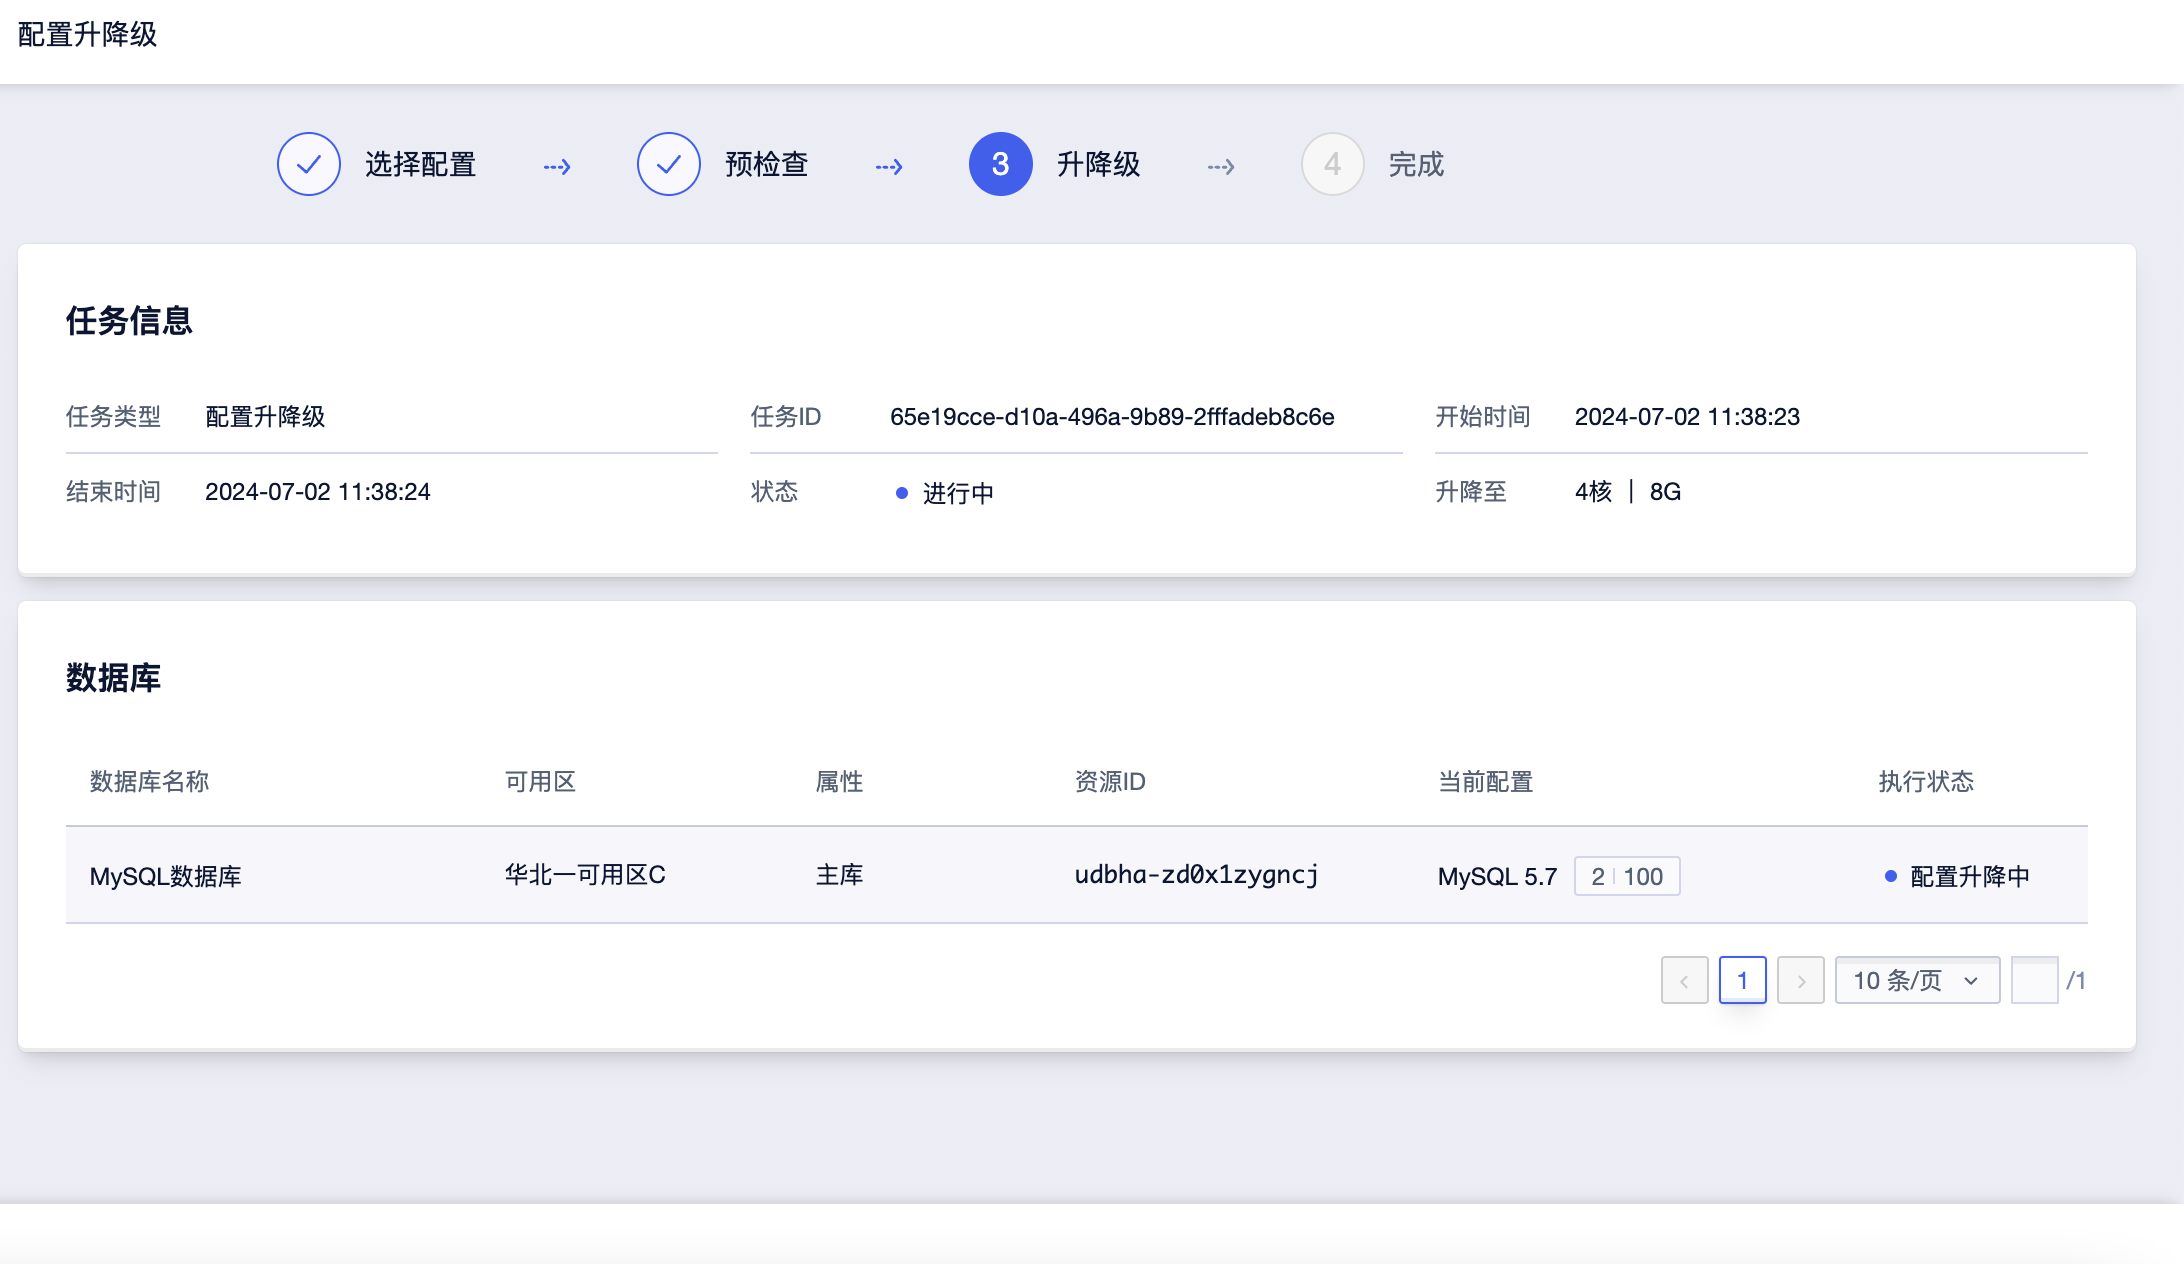 配置升降级
选择配置 预检查 3 升降级 4 完成
任务信息
任务类型 配置升降级 任务ID 65e19cce-d10a-496a-9b89-2fffadeb8c6e 开始时间 2024-07-02 11:38:23
结束时间 2024-07-02 11:38:24 状态 进行中 升降至 4核 | 8G
数据库
数据库名称 可用区 属性 资源ID 当前配置 执行状态
MySQL数据库 华北一可用区C 主库 udbha-zd0x1zygncj MySQL 5.7 2 | 100 配置升降中
1 10 条/页 /1